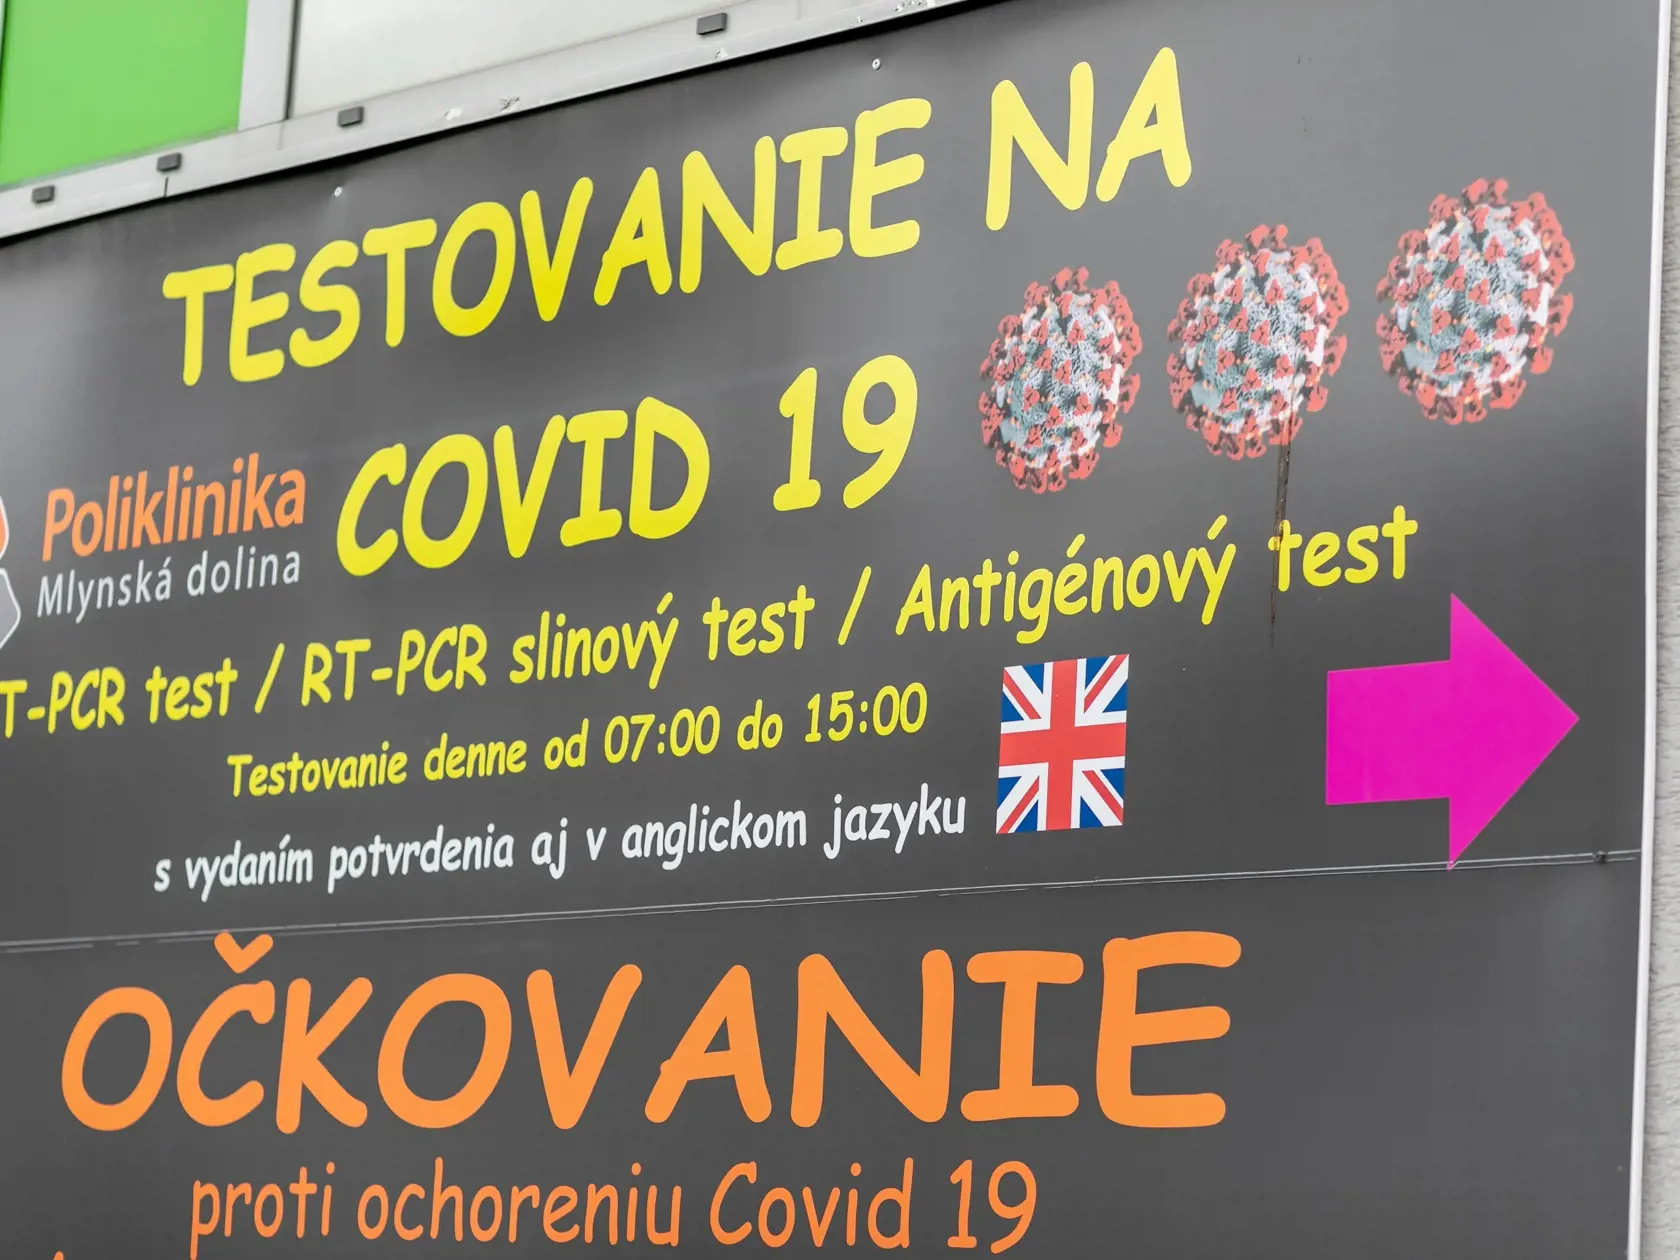 TESTOVANIE NA
COVID 19
Poliklinika
Mlynská dolina
T-PCR test / RT-PCR slinový test / Antigénový test
Testovanie denne od 07:00 do 15:00
s vydaním potvrdenia aj v anglickom jazyku
OČKOVANIE
proti ochoreniu Covid 19